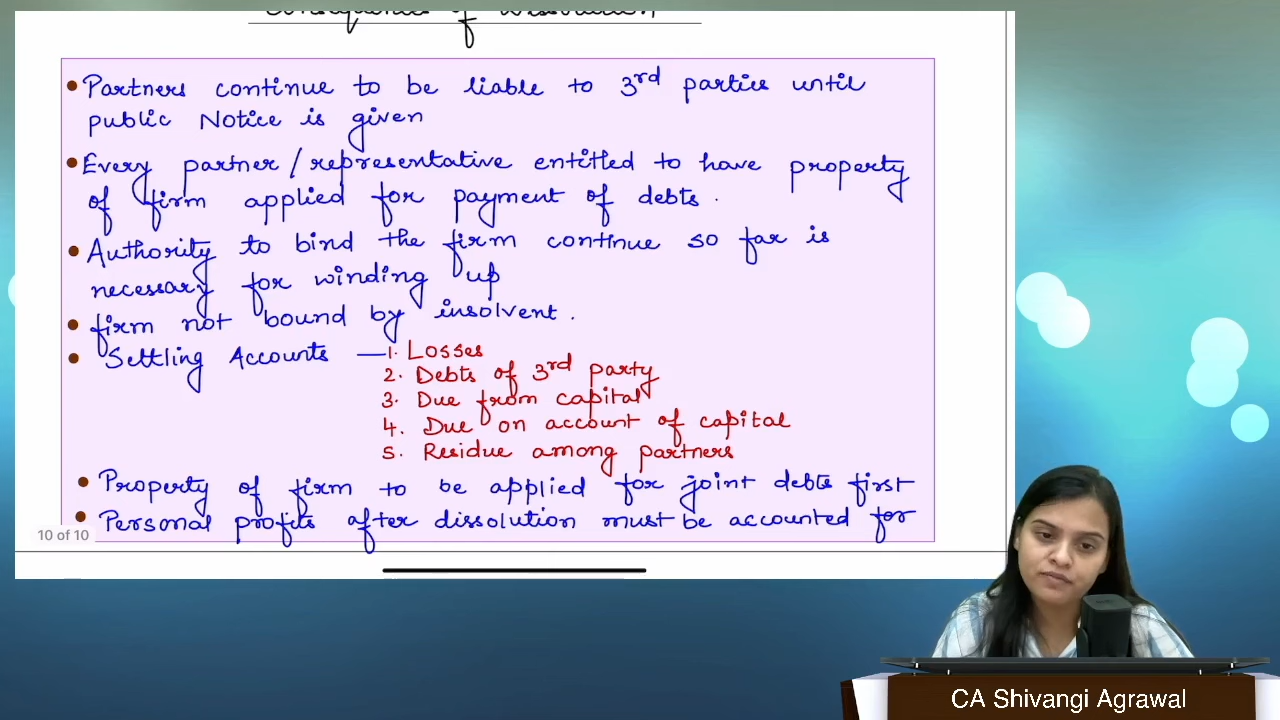 Consequences of Dissolution
• Partners continue to be liable to 3rd parties until
public Notice is given
• Every partner/representative entitled to have property
of firm applied for payment of debts.
• Authority to bind the firm continue so far is
necessary for winding up
• firm not bound by insolvent.
• Settling Accounts — 1. Losses
2. Debts of 3rd party
3. Due from capital
4. Due on account of capital
5. Residue among partners
• Property of firm to be applied for joint debts first
• Personal profits after dissolution must be accounted for
10 of 10
CA Shivangi Agrawal